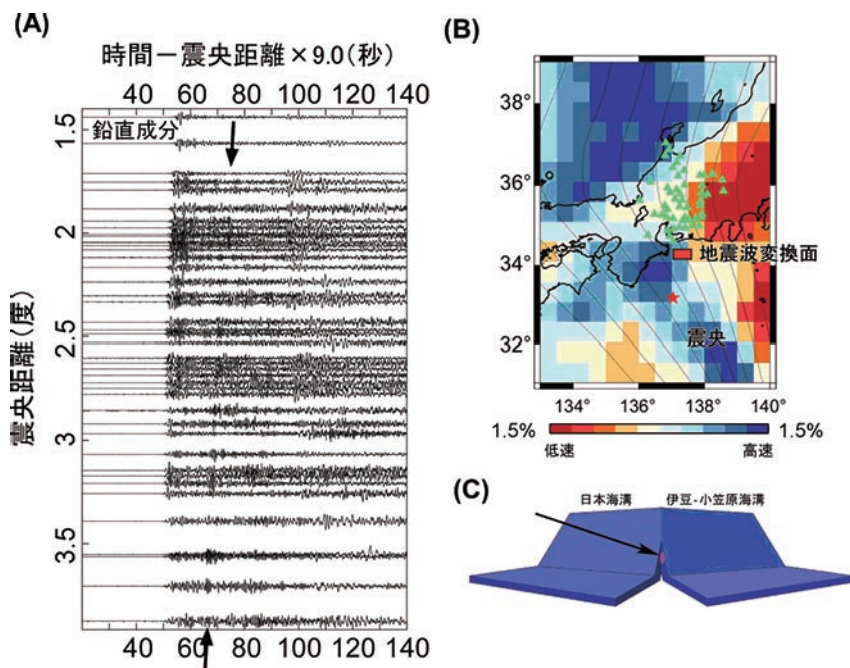 (A)
時間－震央距離×9.0(秒)
40 60 80 100 120 140
鉛直成分
1.5
2
2.5
3
3.5
震央距離(度)
40 60 80 100 120 140
(B)
38°
36°
34°
32°
地震波変換面
震央
134° 136° 138° 140°
1.5% 1.5%
低速 高速
(C)
日本海溝 伊豆-小笠原海溝